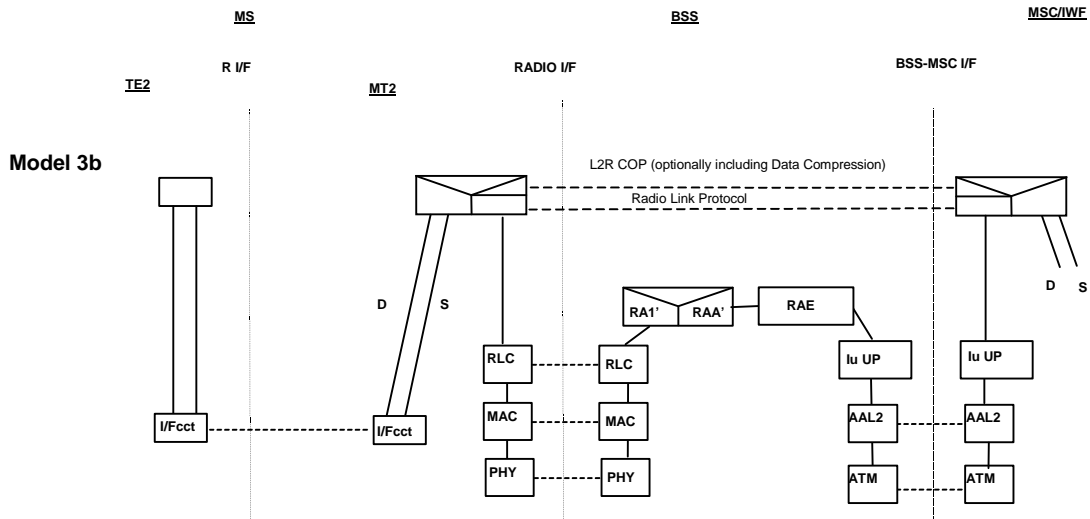 MS
BSS
MSC/IWF
R I/F
RADIO I/F
BSS-MSC I/F
TE2
MT2
Model 3b
L2R COP (optionally including Data Compression)
Radio Link Protocol
D
S
D
S
RA1'
RAA'
RAE
RLC
RLC
Iu UP
Iu UP
I/Fcct
I/Fcct
MAC
MAC
AAL2
AAL2
PHY
PHY
ATM
ATM